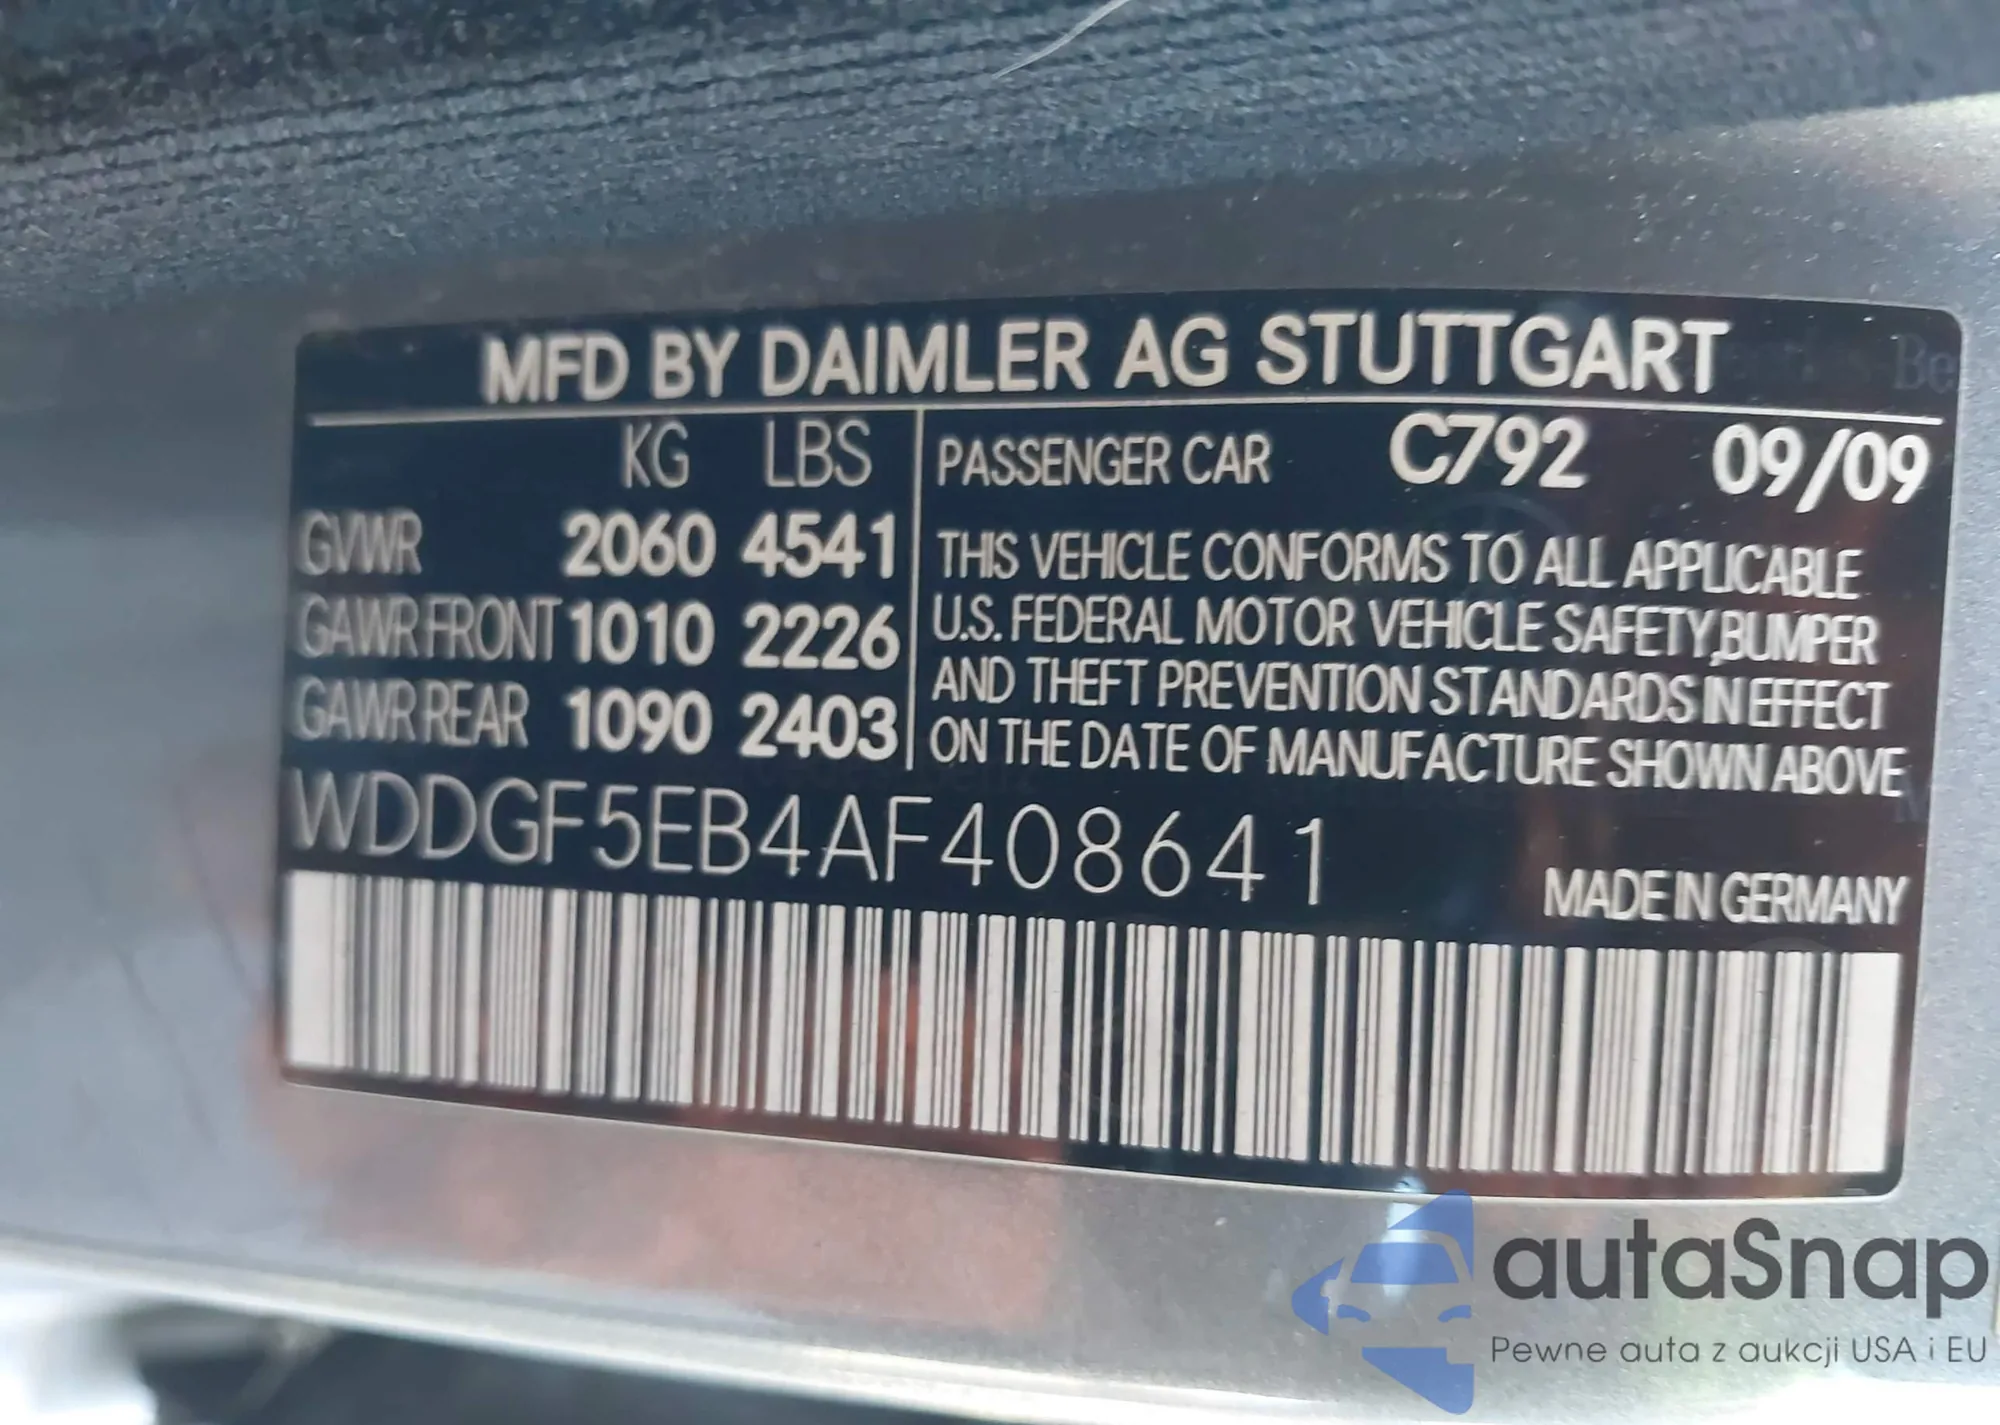 MFD BY DAIMLER AG STUTTGART
KG LBS
GVWR 2060 4541
GAWR FRONT 1010 2226
GAWR REAR 1090 2403
PASSENGER CAR C792 09/09
THIS VEHICLE CONFORMS TO ALL APPLICABLE
U.S. FEDERAL MOTOR VEHICLE SAFETY,BUMPER
AND THEFT PREVENTION STANDARDS IN EFFECT
ON THE DATE OF MANUFACTURE SHOWN ABOVE
WDDGF5EB4AF408641
MADE IN GERMANY
autaSnap
Pewne auta z aukcji USA i EU